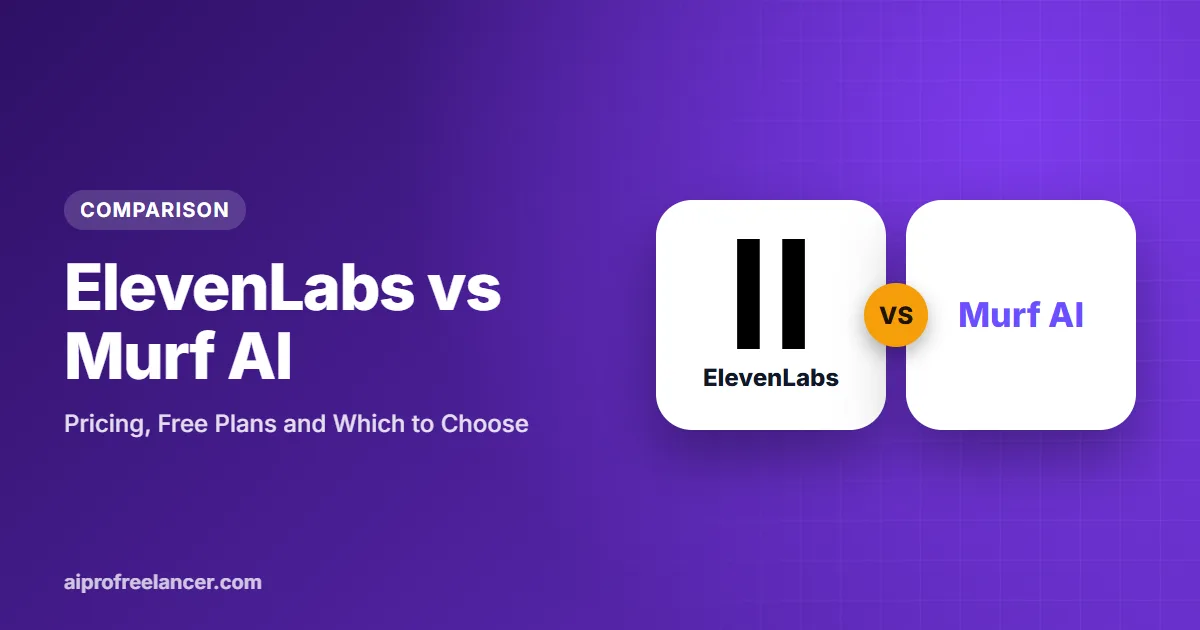 COMPARISON
ElevenLabs vs
Murf AI
Pricing, Free Plans and Which to Choose
ElevenLabs
VS
Murf AI
aiprofreelancer.com